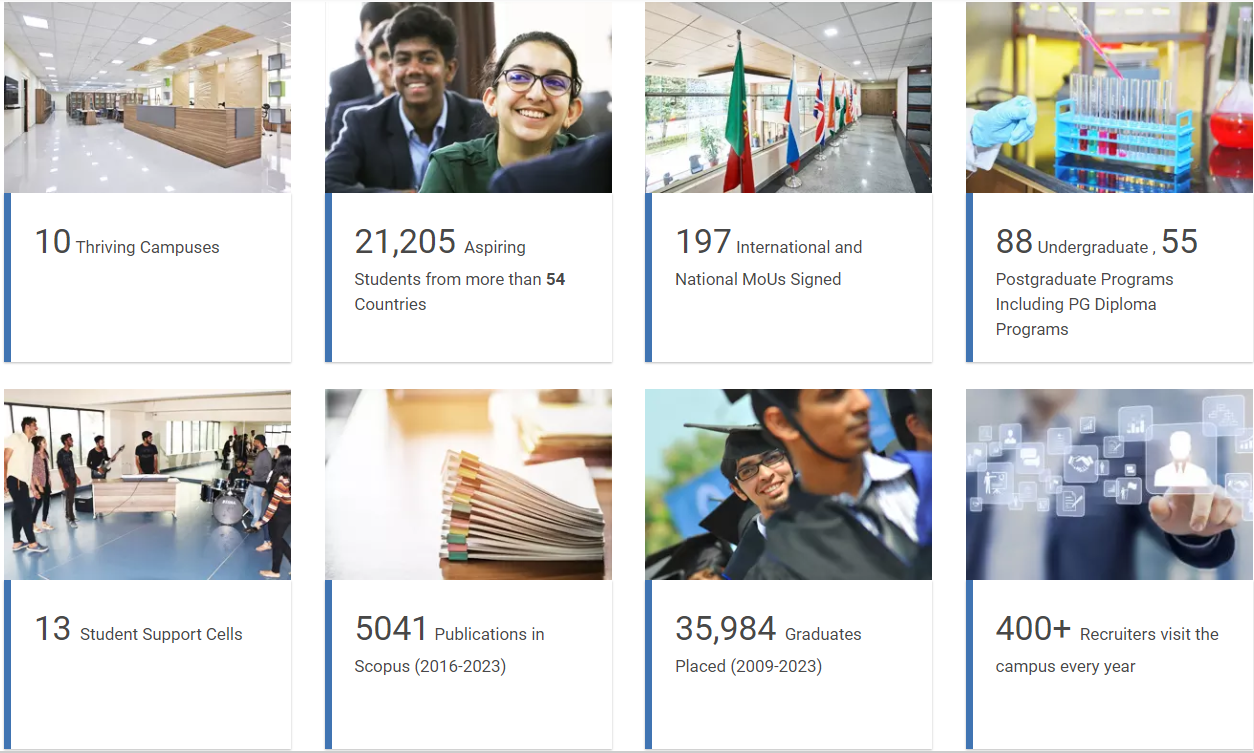 10 Thriving Campuses
21,205 Aspiring
Students from more than 54
Countries
197 International and
National MoUs Signed
88 Undergraduate , 55
Postgraduate Programs
Including PG Diploma
Programs
13 Student Support Cells
5041 Publications in
Scopus (2016-2023)
35,984 Graduates
Placed (2009-2023)
400+ Recruiters visit the
campus every year